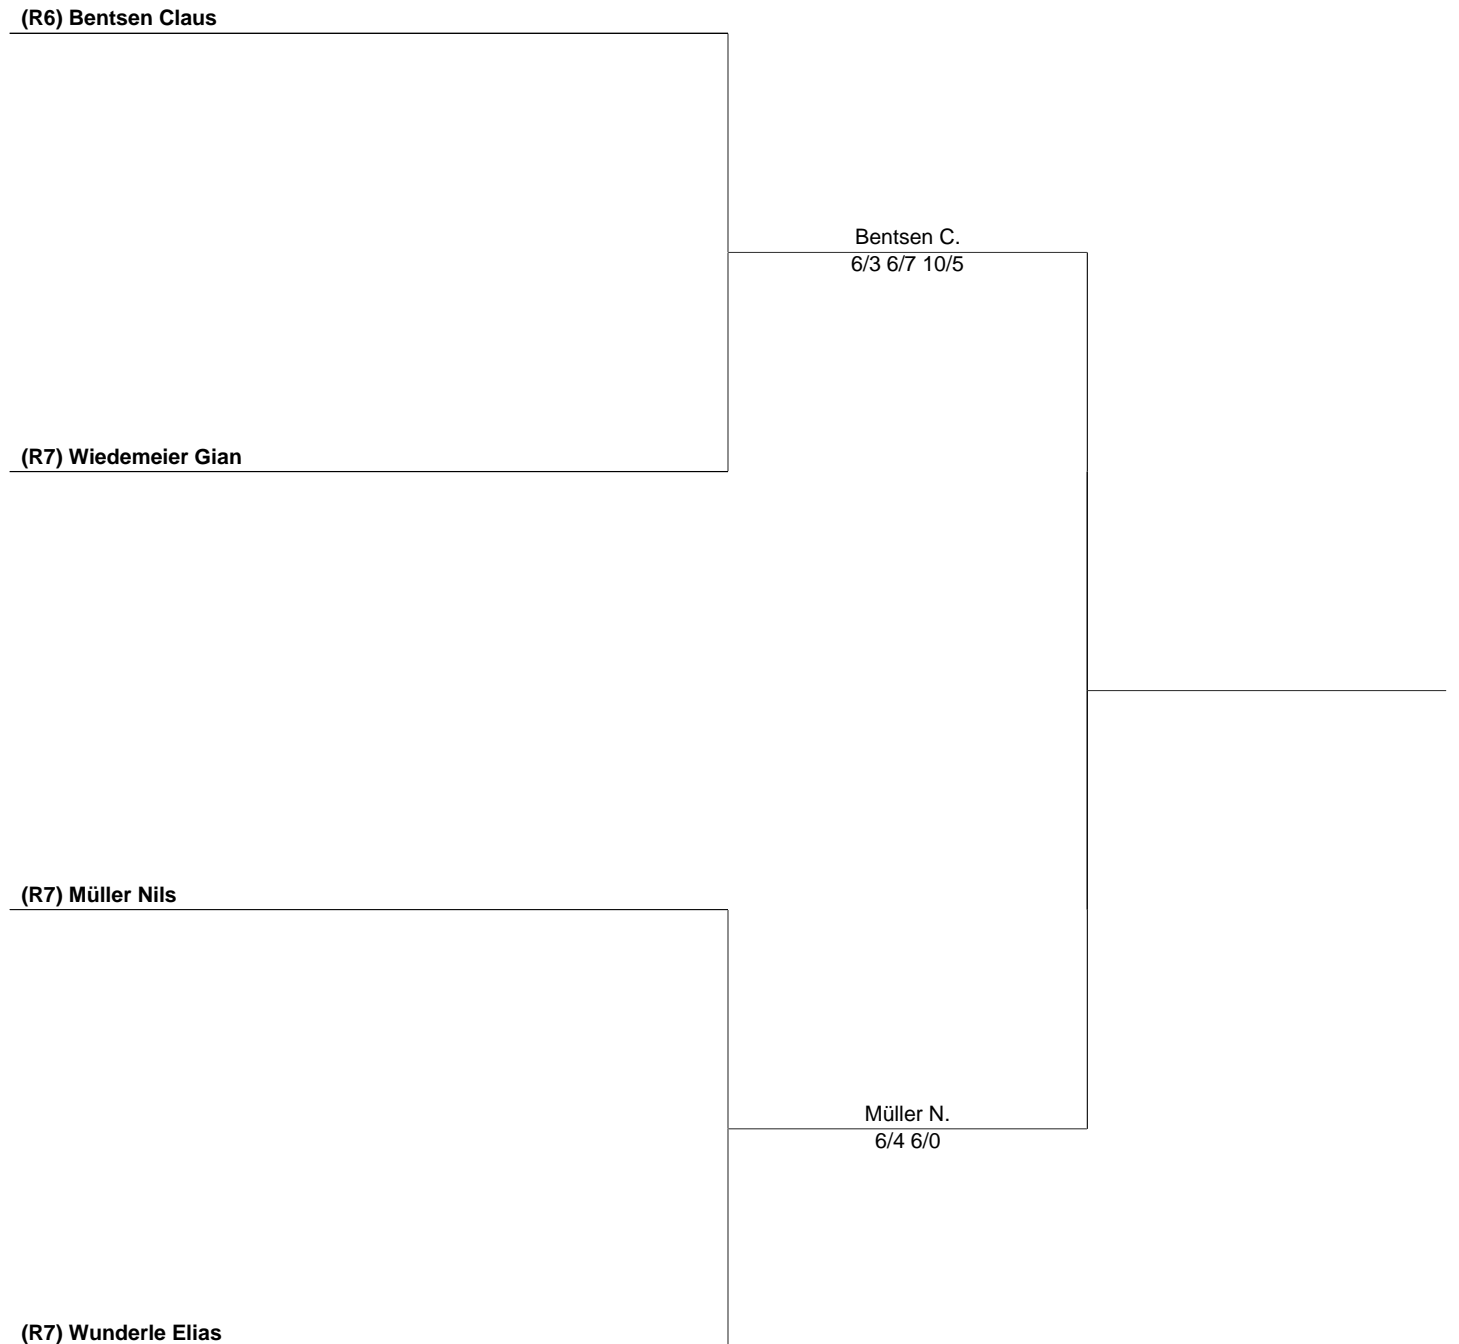 (R6) Bentsen Claus
Bentsen C.
6/3 6/7 10/5
(R7) Wiedemeier Gian
(R7) Müller Nils
Müller N.
6/4 6/0
(R7) Wunderle Elias